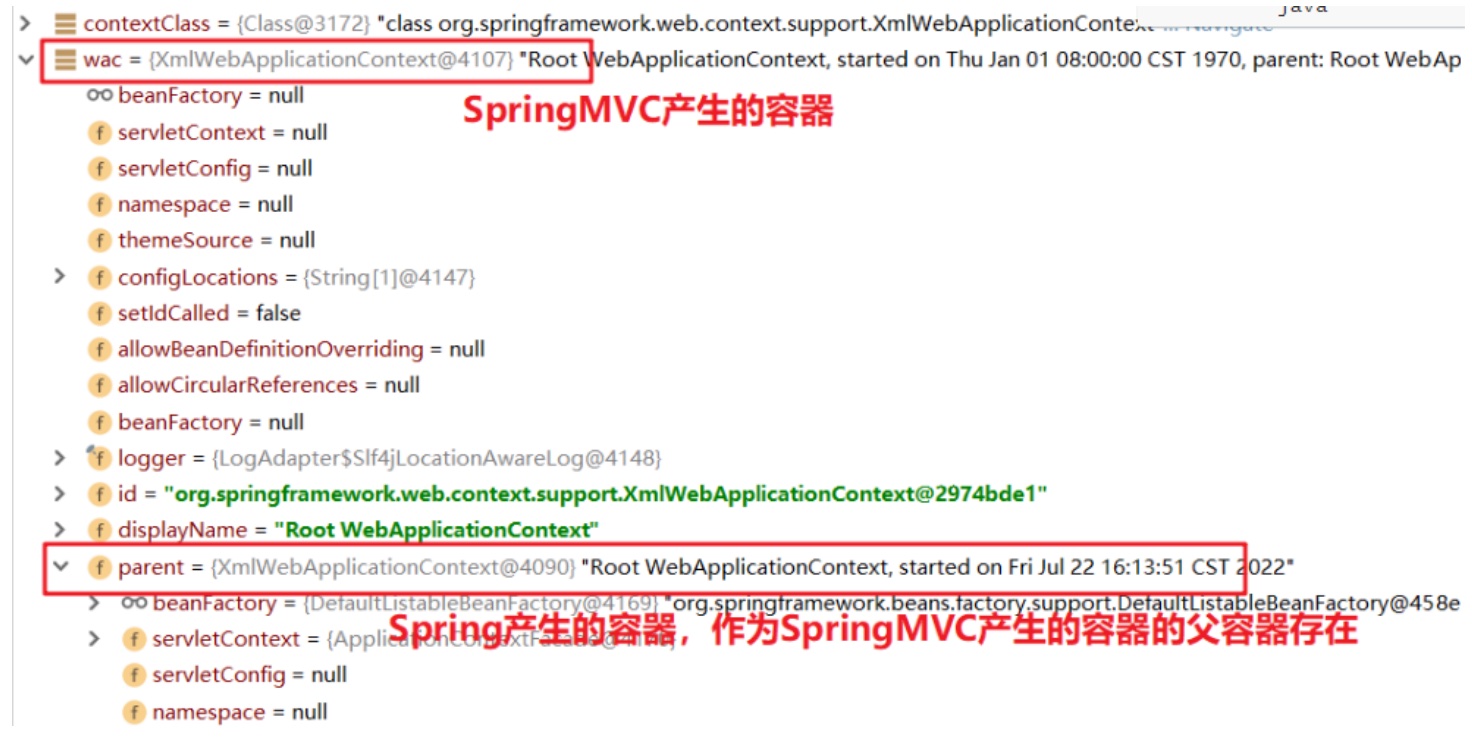 java
contextClass = {Class@3172} "class org.springframework.web.context.support.XmlWebApplicationContext ... Navigate
wac = {XmlWebApplicationContext@4107} "Root WebApplicationContext, started on Thu Jan 01 08:00:00 CST 1970, parent: Root WebAp
beanFactory = null
SpringMVC产生的容器
servletContext = null
servletConfig = null
namespace = null
themeSource = null
configLocations = {String[1]@4147}
setIdCalled = false
allowBeanDefinitionOverriding = null
allowCircularReferences = null
beanFactory = null
logger = {LogAdapter$Slf4jLocationAwareLog@4148}
id = "org.springframework.web.context.support.XmlWebApplicationContext@2974bde1"
displayName = "Root WebApplicationContext"
parent = {XmlWebApplicationContext@4090} "Root WebApplicationContext, started on Fri Jul 22 16:13:51 CST 2022"
beanFactory = {DefaultListableBeanFactory@4169} "org.springframework.beans.factory.support.DefaultListableBeanFactory@458e
Spring产生的容器，作为SpringMVC产生的容器的父容器存在
servletContext = {ApplicationContextFacade
servletConfig = null
namespace = null